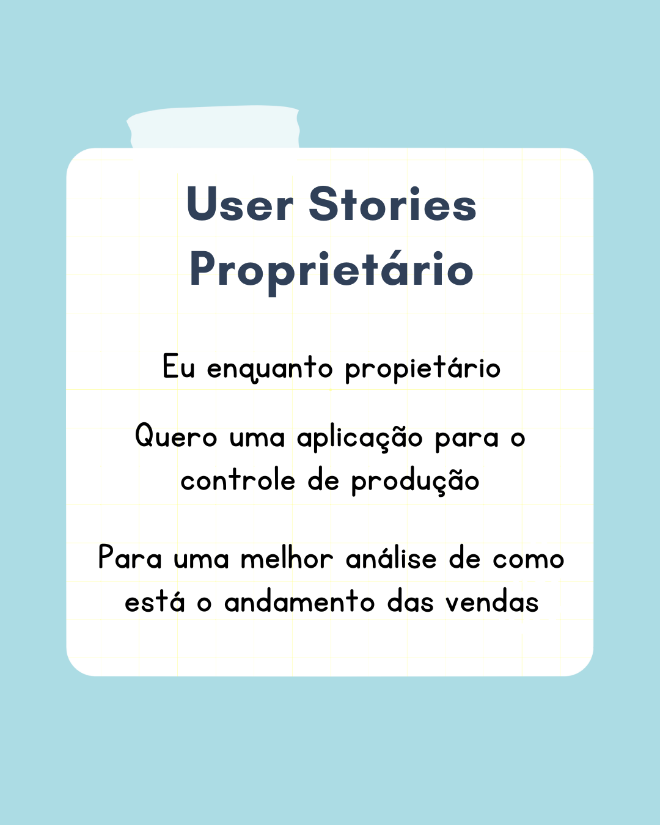 User Stories
Proprietário
Eu enquanto propietário
Quero uma aplicação para o
controle de produção
Para uma melhor análise de como
está o andamento das vendas